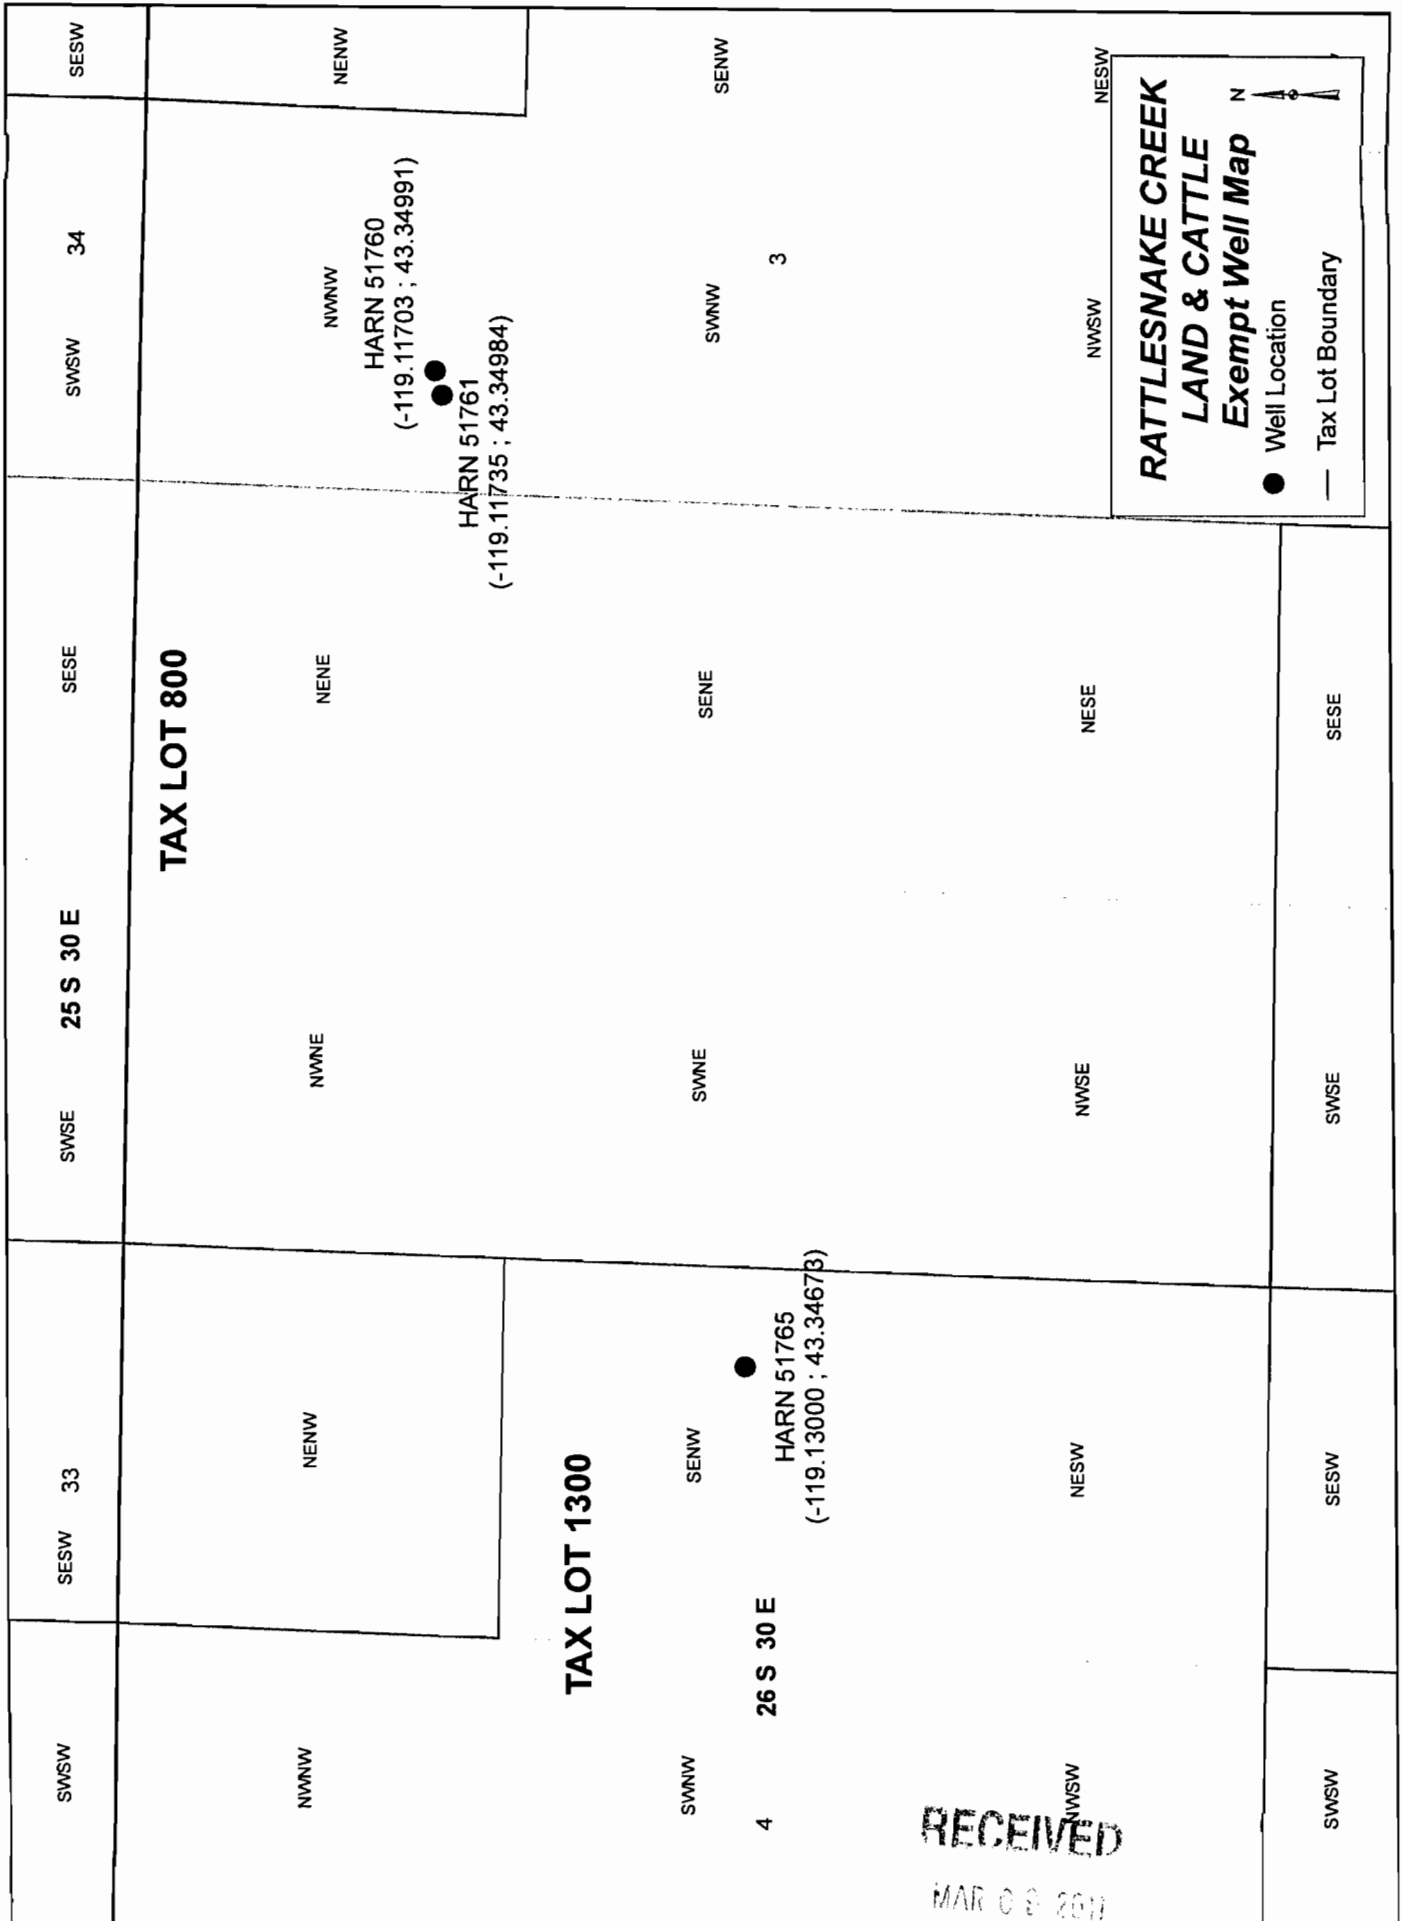 SWSW
SESW
33
SWSE
25 S 30 E
SESE
SWSW
34
SESW
TAX LOT 800
NWNW
NENW
NWNE
NENE
NWNW
NENW
HARN 51760
(-119.11703 ; 43.34991)
HARN 51761
(-119.11735 ; 43.34984)
TAX LOT 1300
SWNW
SENW
SWNE
SENE
SWNW
SENW
4
26 S 30 E
3
HARN 51765
(-119.13000 ; 43.34673)
NWSW
NESW
NWSE
NESE
NWSW
NESW
RECEIVED
SWSW
SESW
SWSE
SESE
RATTLESNAKE CREEK
LAND & CATTLE
Exempt Well Map
N
Well Location
Tax Lot Boundary